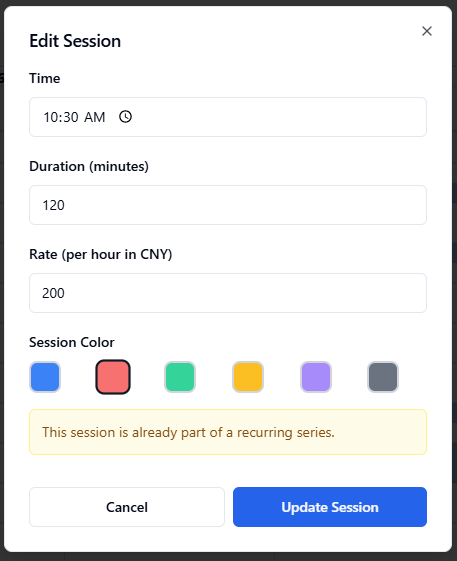 Edit Session
Time
10:30 AM
Duration (minutes)
120
Rate (per hour in CNY)
200
Session Color
This session is already part of a recurring series.
Cancel
Update Session